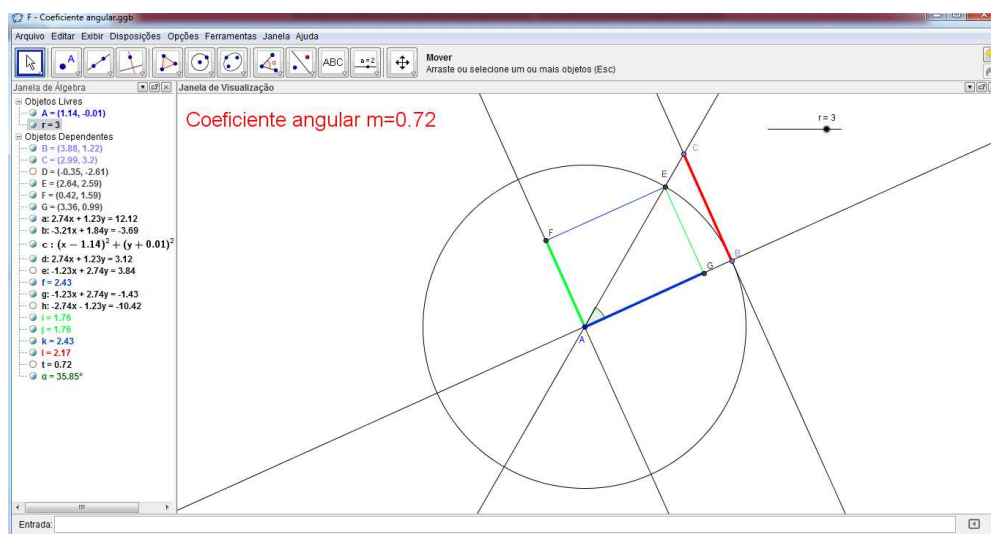 F - Coeficiente angular.ggb
Arquivo Editar Exibir Disposições Opções Ferramentas Janela Ajuda
A
ABC
a=2
Mover
Arraste ou selecione um ou mais objetos (Esc)
Janela de Álgebra
Janela de Visualização
Objetos Livres
A = (1.14, -0.01)
r = 3
Objetos Dependentes
B = (3.88, 1.22)
C = (2.99, 3.2)
D = (-0.35, -2.61)
E = (2.64, 2.59)
F = (0.42, 1.59)
G = (3.36, 0.99)
a: 2.74x + 1.23y = 12.12
b: -3.21x + 1.84y = -3.69
c : (x − 1.14)² + (y + 0.01)²
d: 2.74x + 1.23y = 3.12
e: -1.23x + 2.74y = 3.84
f = 2.43
g: -1.23x + 2.74y = -1.43
h: -2.74x - 1.23y = -10.42
i = 1.76
j = 1.76
k = 2.43
l = 2.17
t = 0.72
α = 35.85°
Coeficiente angular m=0.72
r = 3
C
E
F
B
G
A
Entrada: